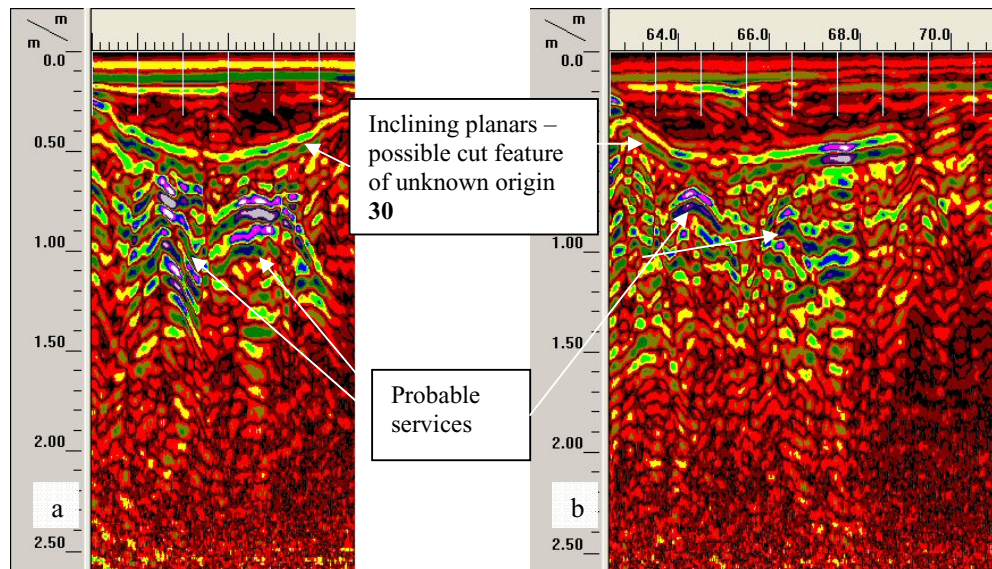 m
m
0.0
0.50
1.00
1.50
2.00
2.50
a
Inclining planars –
possible cut feature
of unknown origin
30
Probable
services
m
m
64.0 66.0 68.0 70.0
0.0
0.50
1.00
1.50
2.00
2.50
b